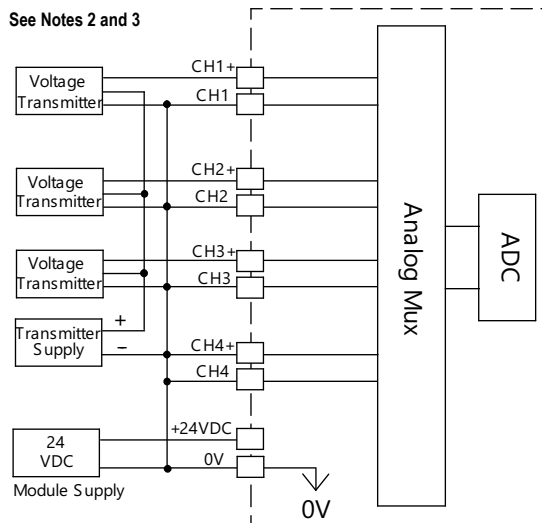 See Notes 2 and 3
Voltage
Transmitter
CH1+
CH1
Voltage
Transmitter
CH2+
CH2
Voltage
Transmitter
CH3+
CH3
Transmitter
Supply
+
−
CH4+
CH4
24
VDC
Module Supply
+24VDC
0V
0V
Analog Mux
ADC